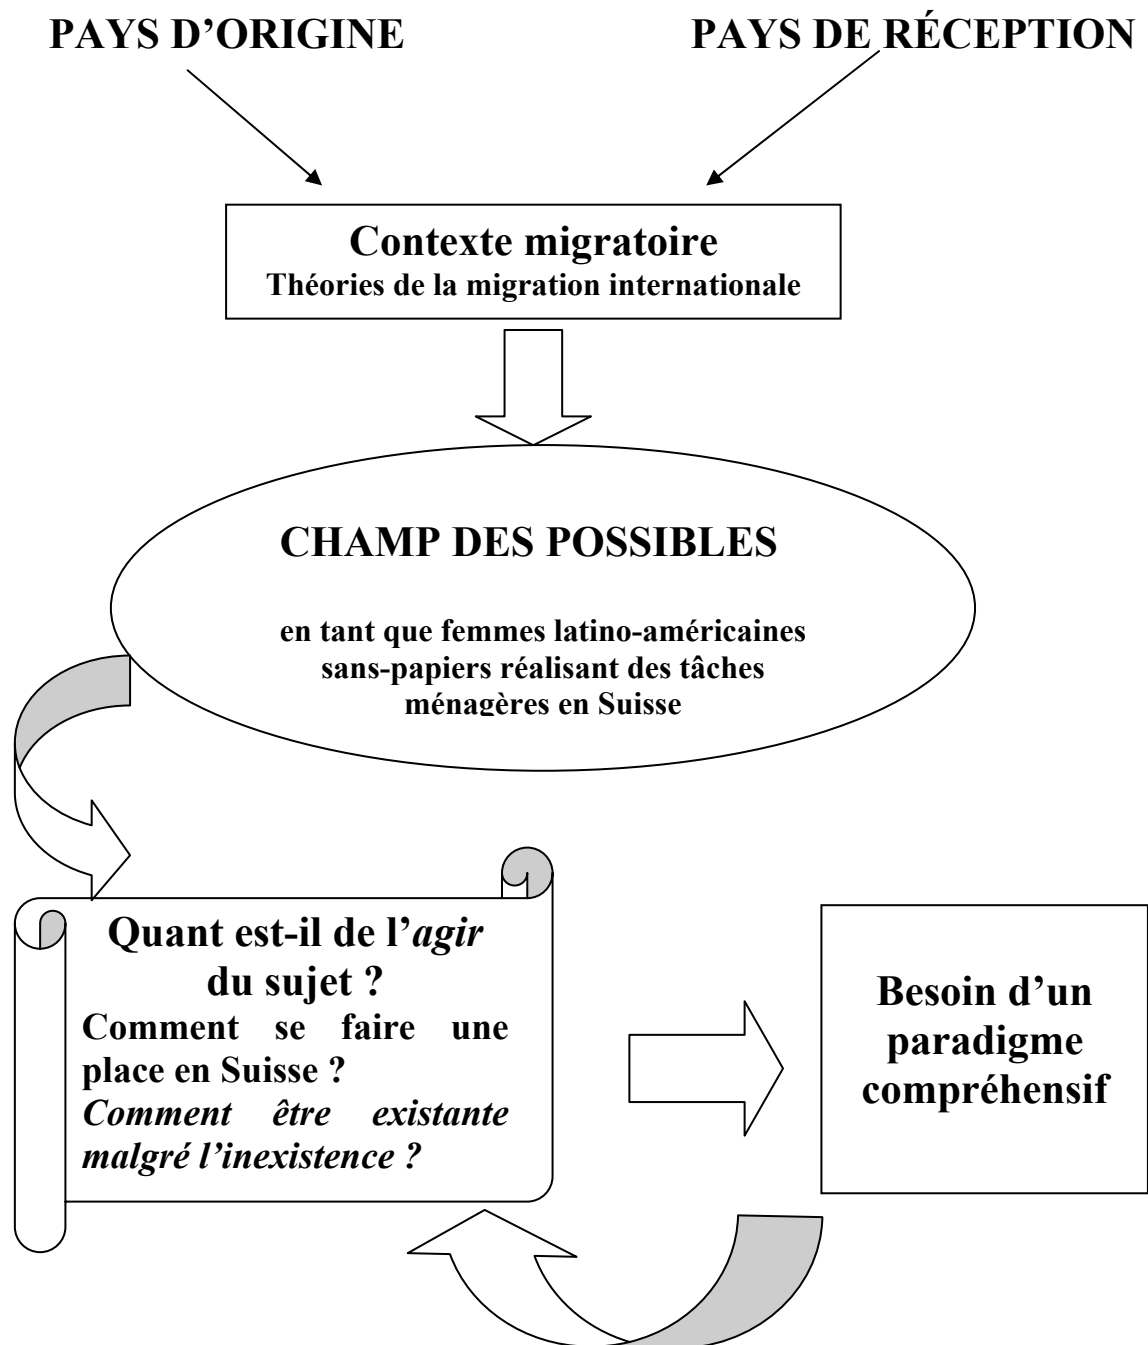 PAYS D’ORIGINE
PAYS DE RÉCEPTION
Contexte migratoire
Théories de la migration internationale
CHAMP DES POSSIBLES
en tant que femmes latino-américaines
sans-papiers réalisant des tâches
ménagères en Suisse
Quant est-il de l’agir
du sujet ?
Comment se faire une
place en Suisse ?
Comment être existante
malgré l’inexistence ?
Besoin d’un
paradigme
compréhensif